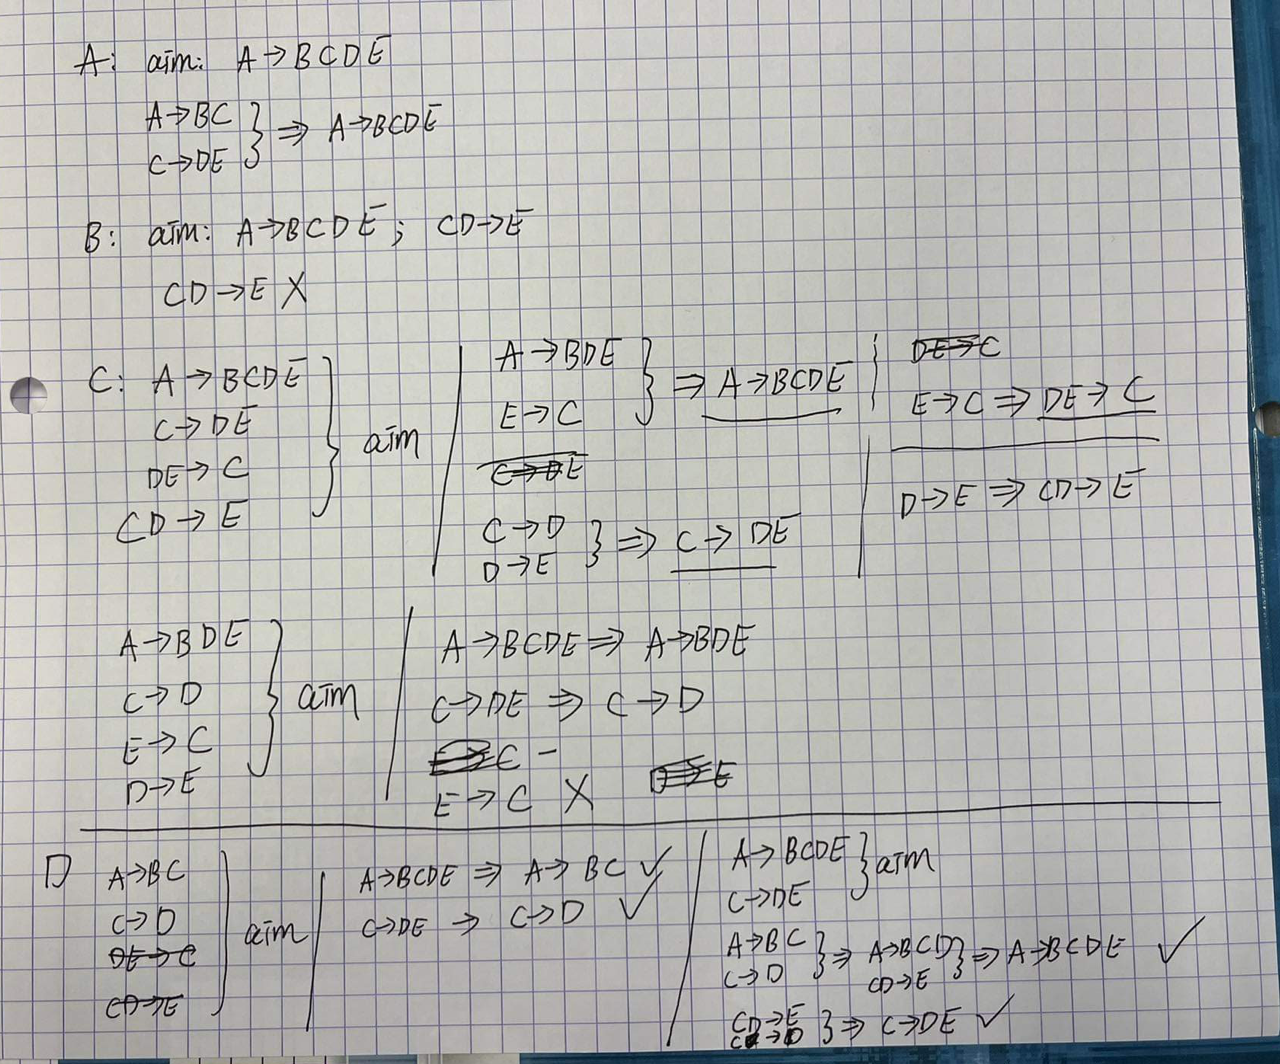 A: aim: A→BCDE
A→BC
C→DE } ⇒ A→BCDE
B: aim: A→BCDE; CD→E
CD→E X
C: A→BCDE
C→DE
DE→C
CD→E } aim
A→BDE
E→C } ⇒ A→BCDE
C→DE
C→D
D→E } ⇒ C→DE
DE→C
E→C ⇒ DE→C
D→E ⇒ CD→E
A→BDE
C→D
E→C
D→E } aim
A→BCDE ⇒ A→BDE
C→DE ⇒ C→D
E→C –
E→C X
D→E
D
A→BC
C→D
DE→C
CD→E } aim
A→BCDE ⇒ A→BC ✓
C→DE ⇒ C→D ✓
A→BCDE
C→DE } aim
A→BC
C→D } ⇒ A→BCD
CD→E } ⇒ A→BCDE ✓
CD→E
C→D } ⇒ C→DE ✓